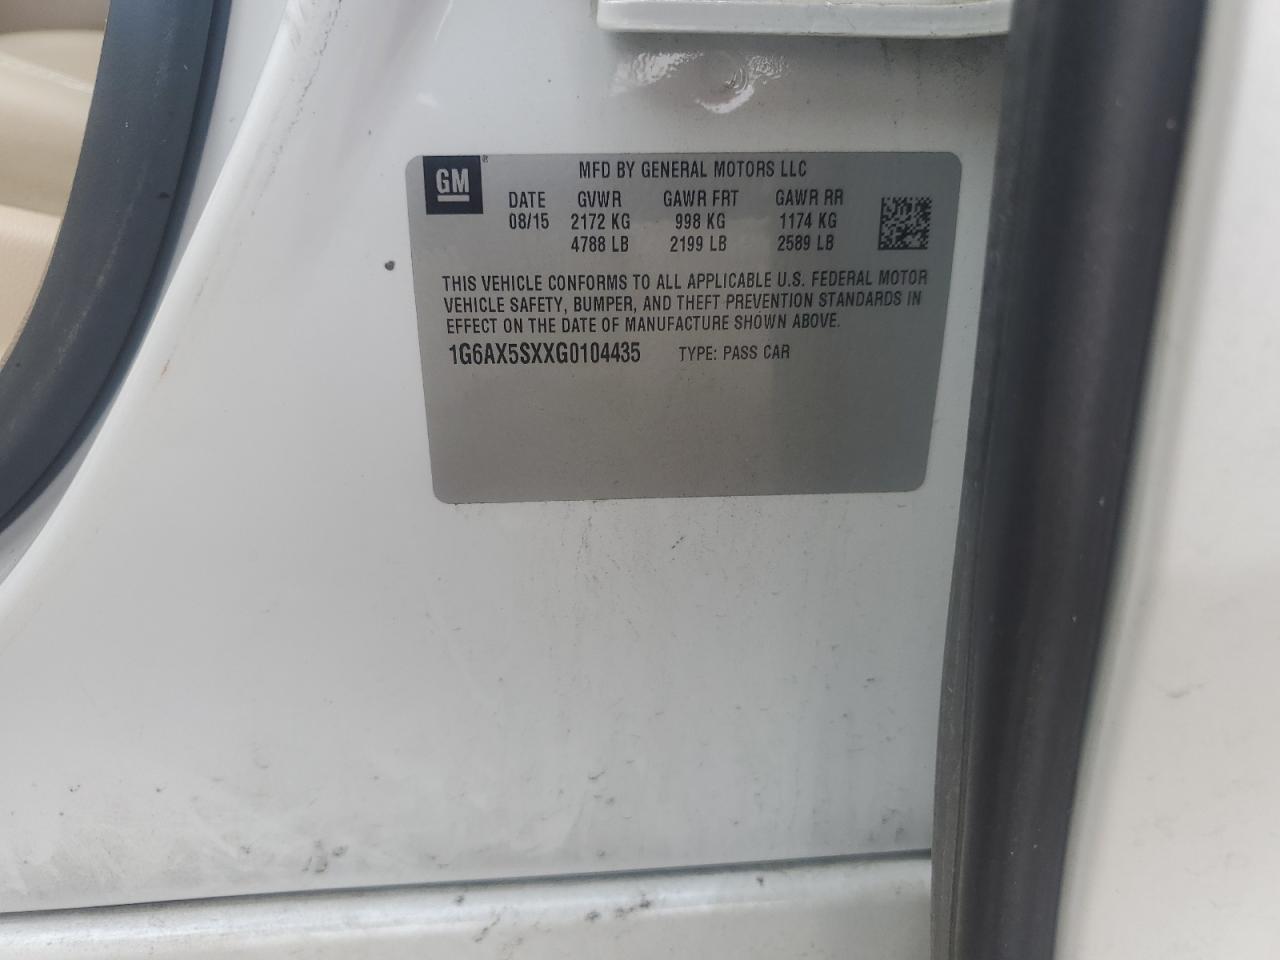 GM ®
MFD BY GENERAL MOTORS LLC
DATE GVWR GAWR FRT GAWR RR
08/15 2172 KG 998 KG 1174 KG
4788 LB 2199 LB 2589 LB
THIS VEHICLE CONFORMS TO ALL APPLICABLE U.S. FEDERAL MOTOR
VEHICLE SAFETY, BUMPER, AND THEFT PREVENTION STANDARDS IN
EFFECT ON THE DATE OF MANUFACTURE SHOWN ABOVE.
1G6AX5SXXG0104435 TYPE: PASS CAR